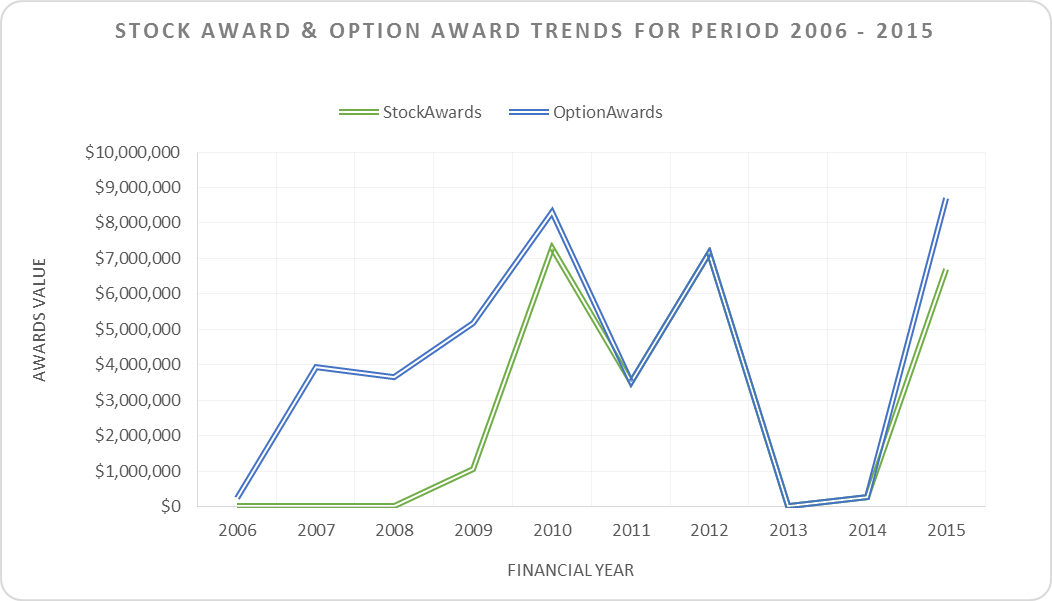 STOCK AWARD & OPTION AWARD TRENDS FOR PERIOD 2006 - 2015
StockAwards
OptionAwards
$10,000,000
$9,000,000
$8,000,000
$7,000,000
$6,000,000
$5,000,000
$4,000,000
$3,000,000
$2,000,000
$1,000,000
$0
AWARDS VALUE
2006 2007 2008 2009 2010 2011 2012 2013 2014 2015
FINANCIAL YEAR